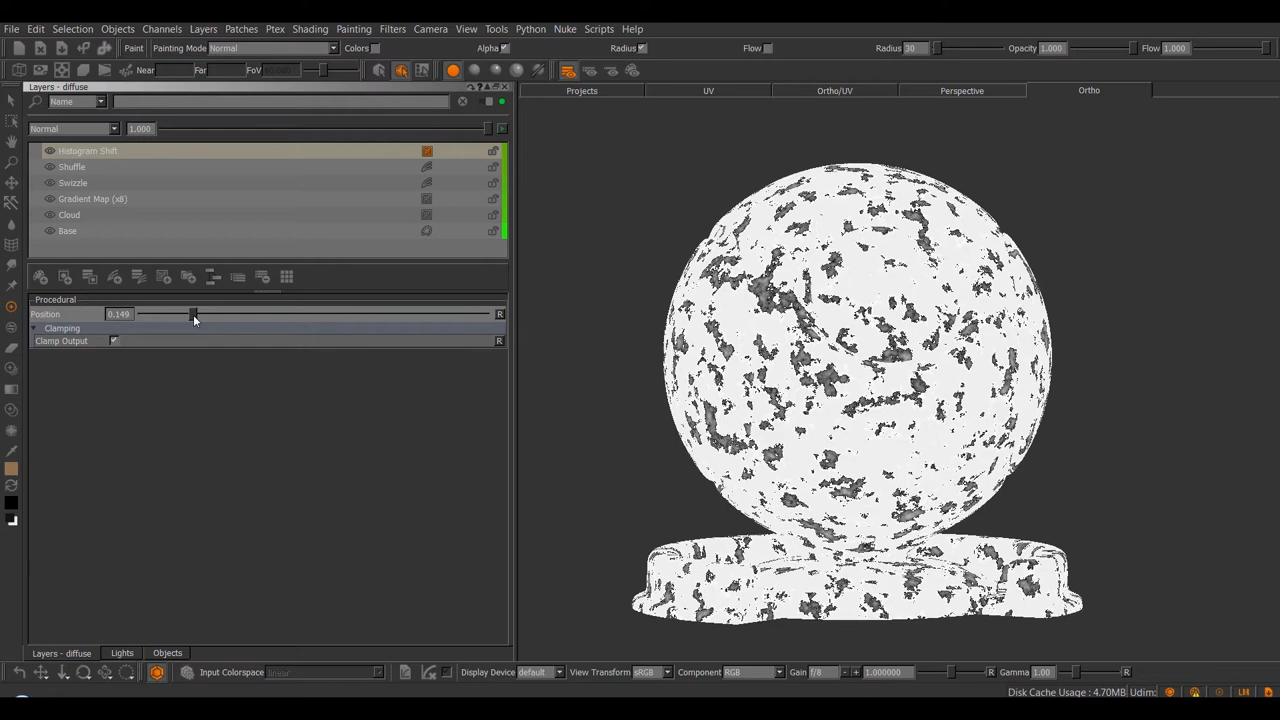 File Edit Selection Objects Channels Layers Patches Ptex Shading Painting Filters Camera View Tools Python Nuke Scripts Help
Paint Painting Mode Normal Colors Alpha Radius Flow Radius 30 Opacity 1.000 Flow 1.000
Near Far FoV
Layers - diffuse
Projects UV Ortho/UV Perspective Ortho
Name
Normal 1.000
Histogram Shift
Shuffle
Swizzle
Gradient Map (x8)
Cloud
Base
Procedural
Position 0.149 R
Clamping
Clamp Output R
Layers - diffuse Lights Objects
Input Colorspace linear Display Device default View Transform sRGB Component RGB Gain f/8 - + 1.000000 R Gamma 1.00 R
Disk Cache Usage : 4.70MB Udim: